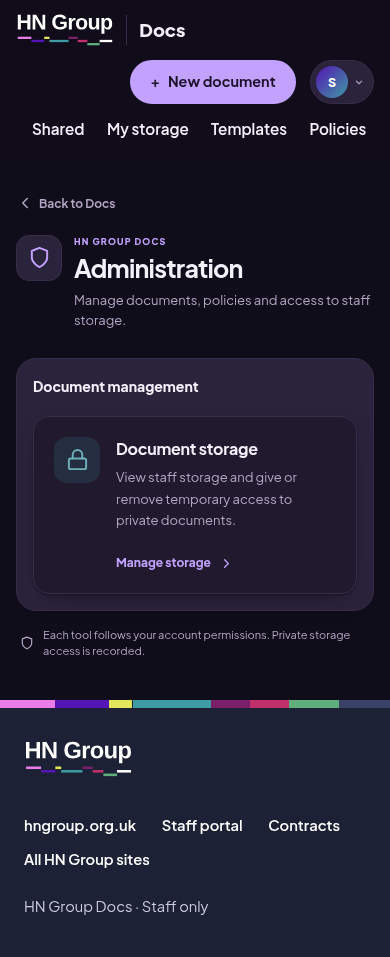 HN Group
Docs
+ New document
S
Shared My storage Templates Policies
Back to Docs
HN GROUP DOCS
Administration
Manage documents, policies and access to staff
storage.
Document management
Document storage
View staff storage and give or
remove temporary access to
private documents.
Manage storage
Each tool follows your account permissions. Private storage
access is recorded.
HN Group
hngroup.org.uk Staff portal Contracts
All HN Group sites
HN Group Docs · Staff only